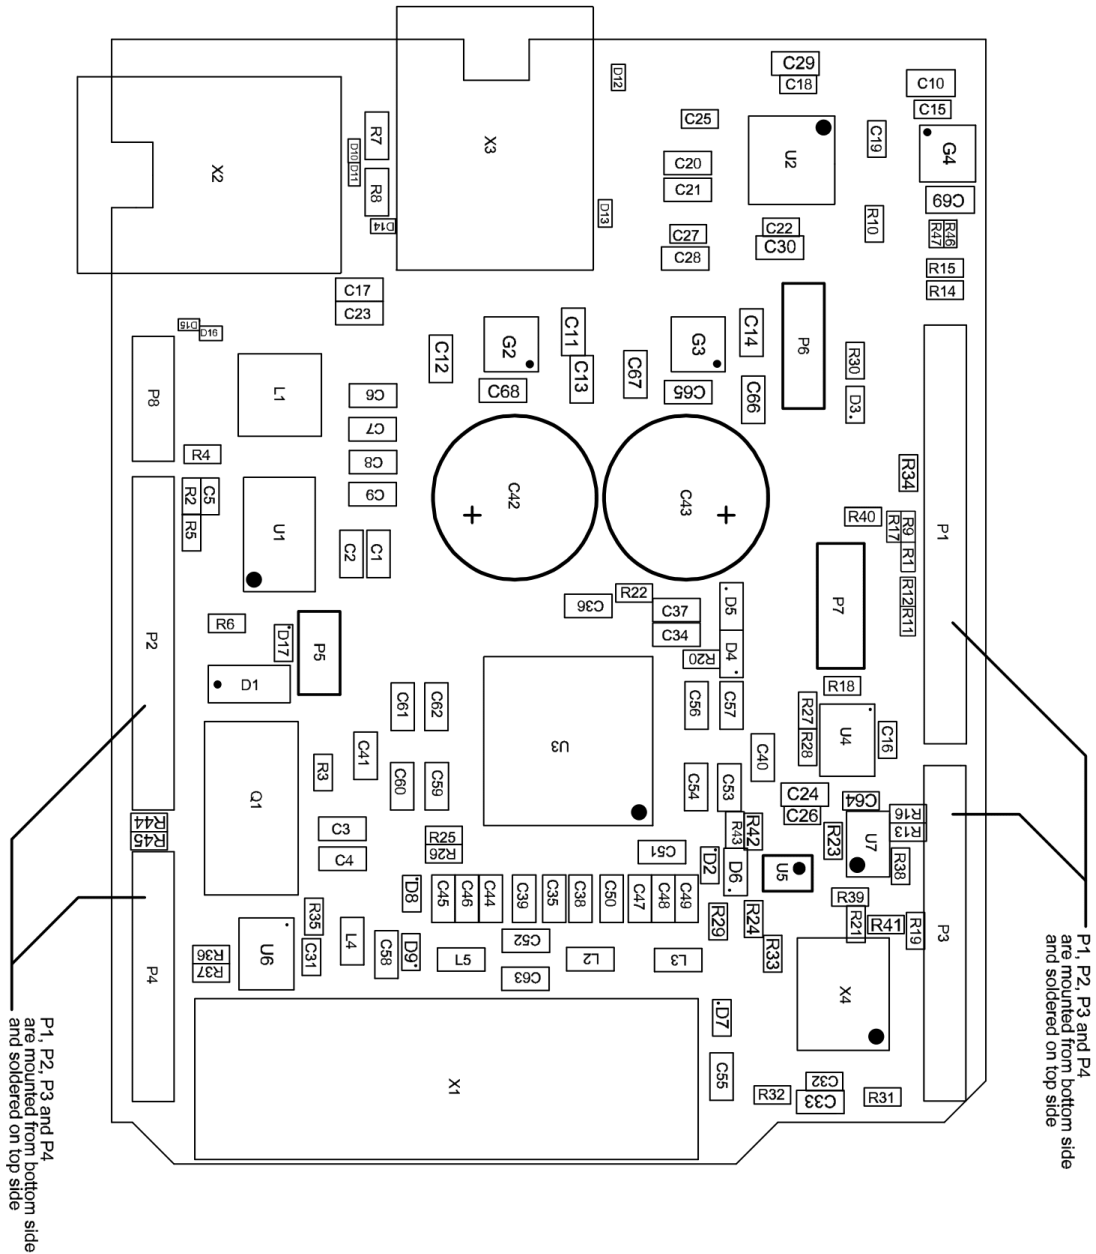 C29
C18
C10
C15
D12
C25
C19
R7
X3
U2
G4
D10
D11
X2
C20
C21
R8
C69
D13
D14
R10
C22
C27
C30
R46
R47
C28
R15
R14
C17
C23
D15
D16
C11
C14
P6
G2
G3
C12
R30
C13
C67
P8
L1
C6
C68
C65
C66
D3
C7
R4
C8
R34
C9
R2
C5
C42
C43
R40
R17
R9
P1
R5
U1
C2
C1
R1
R22
C36
C37
D5
P7
R12
R11
R6
D17
C34
P2
P5
R20
D4
D1
R18
C61
C62
C56
C57
R27
U4
C16
R28
U3
C41
R3
C60
C59
C54
C53
C40
Q1
C24
C64
C26
R16
R44
C3
R25
R43
R42
R13
R45
R26
C51
R23
U7
C4
D2
D6
U5
R38
D8
C45
C46
C44
C39
C35
C38
C50
C47
C48
C49
R39
R35
R29
R24
R21
R41
R19
P3
R36
U6
L4
C58
D9
C52
R33
R37
C31
L5
L2
L3
P4
C63
X4
D7
X1
C55
C32
R32
C33
R31
P1, P2, P3 and P4
are mounted from bottom side
and soldered on top side
P1, P2, P3 and P4
are mounted from bottom side
and soldered on top side